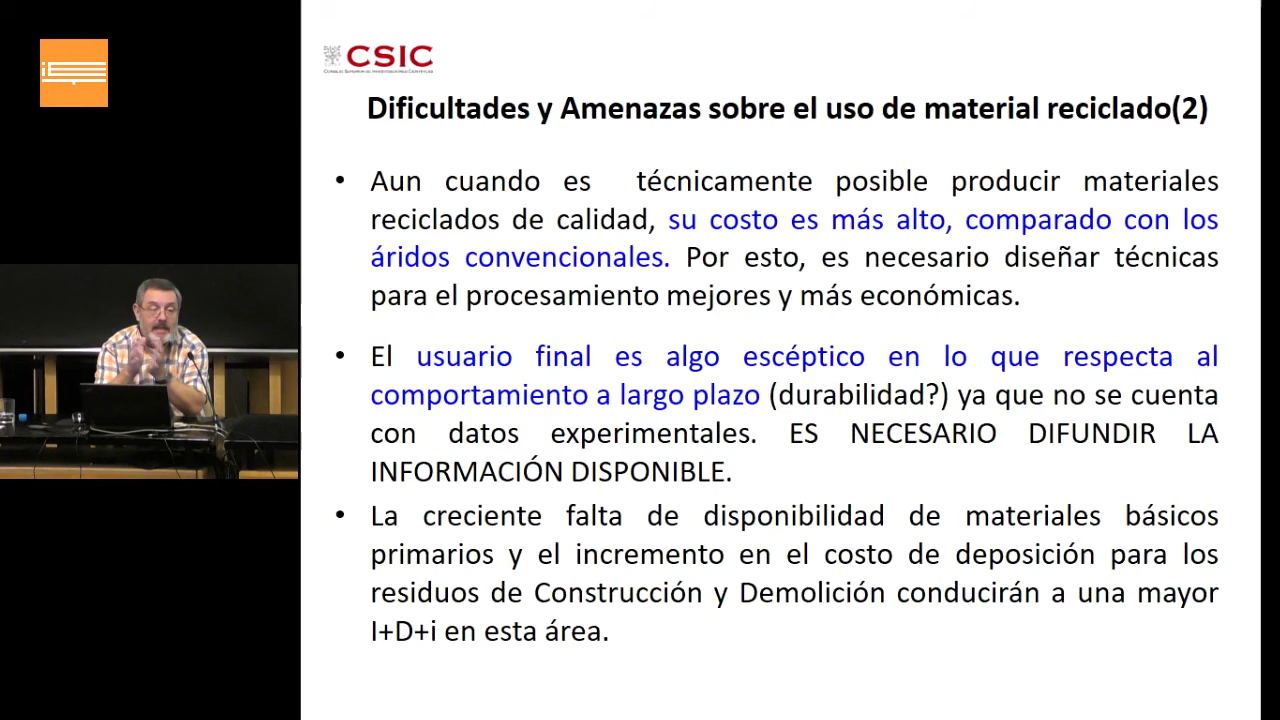 CSIC
CONSEJO SUPERIOR DE INVESTIGACIONES CIENTÍFICAS
Dificultades y Amenazas sobre el uso de material reciclado(2)
• Aun cuando es técnicamente posible producir materiales
reciclados de calidad, su costo es más alto, comparado con los
áridos convencionales. Por esto, es necesario diseñar técnicas
para el procesamiento mejores y más económicas.
• El usuario final es algo escéptico en lo que respecta al
comportamiento a largo plazo (durabilidad?) ya que no se cuenta
con datos experimentales. ES NECESARIO DIFUNDIR LA
INFORMACIÓN DISPONIBLE.
• La creciente falta de disponibilidad de materiales básicos
primarios y el incremento en el costo de deposición para los
residuos de Construcción y Demolición conducirán a una mayor
I+D+i en esta área.